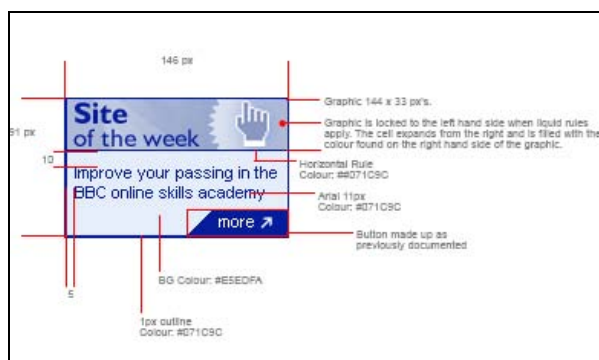 146 px
Graphic 144 x 33 px's.
Site
of the week
Graphic is locked to the left hand side when liquid rules
apply. The cell expands from the right and is filled with the
colour found on the right hand side of the graphic.
91 px
10
Horizontal Rule
Colour: ##071C9C
Improve your passing in the
BBC online skills academy
Arial 11px
Colour: #071C9C
more
Button made up as
previously documented
BG Colour: #E5EDFA
5
1px outline
Colour: #071C9C